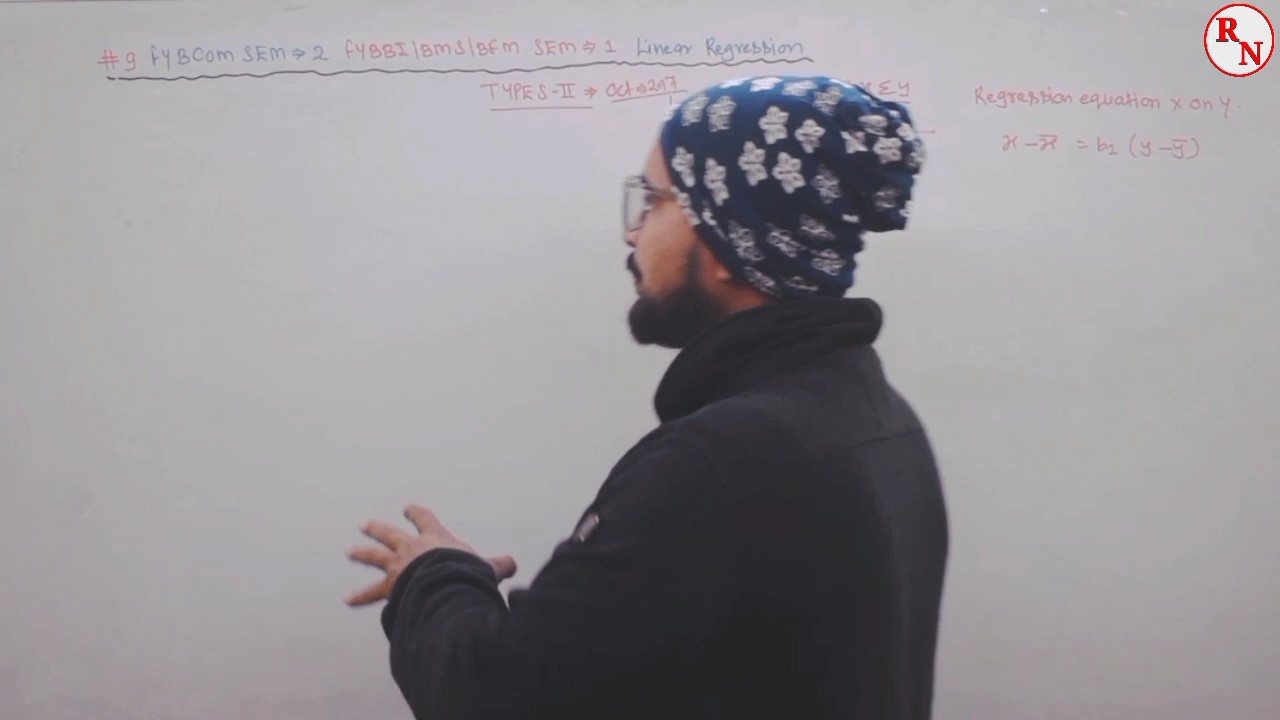 #9 FYBCom SEM ⇒ 2 FYBBI|BMS|BFM SEM ⇒ 1 Linear Regression
TYPES-II ⇒ Oct ⇒ 2017
Σy
Regression equation x on y.
x - x̄ = b₁ (y - ȳ)
R
N